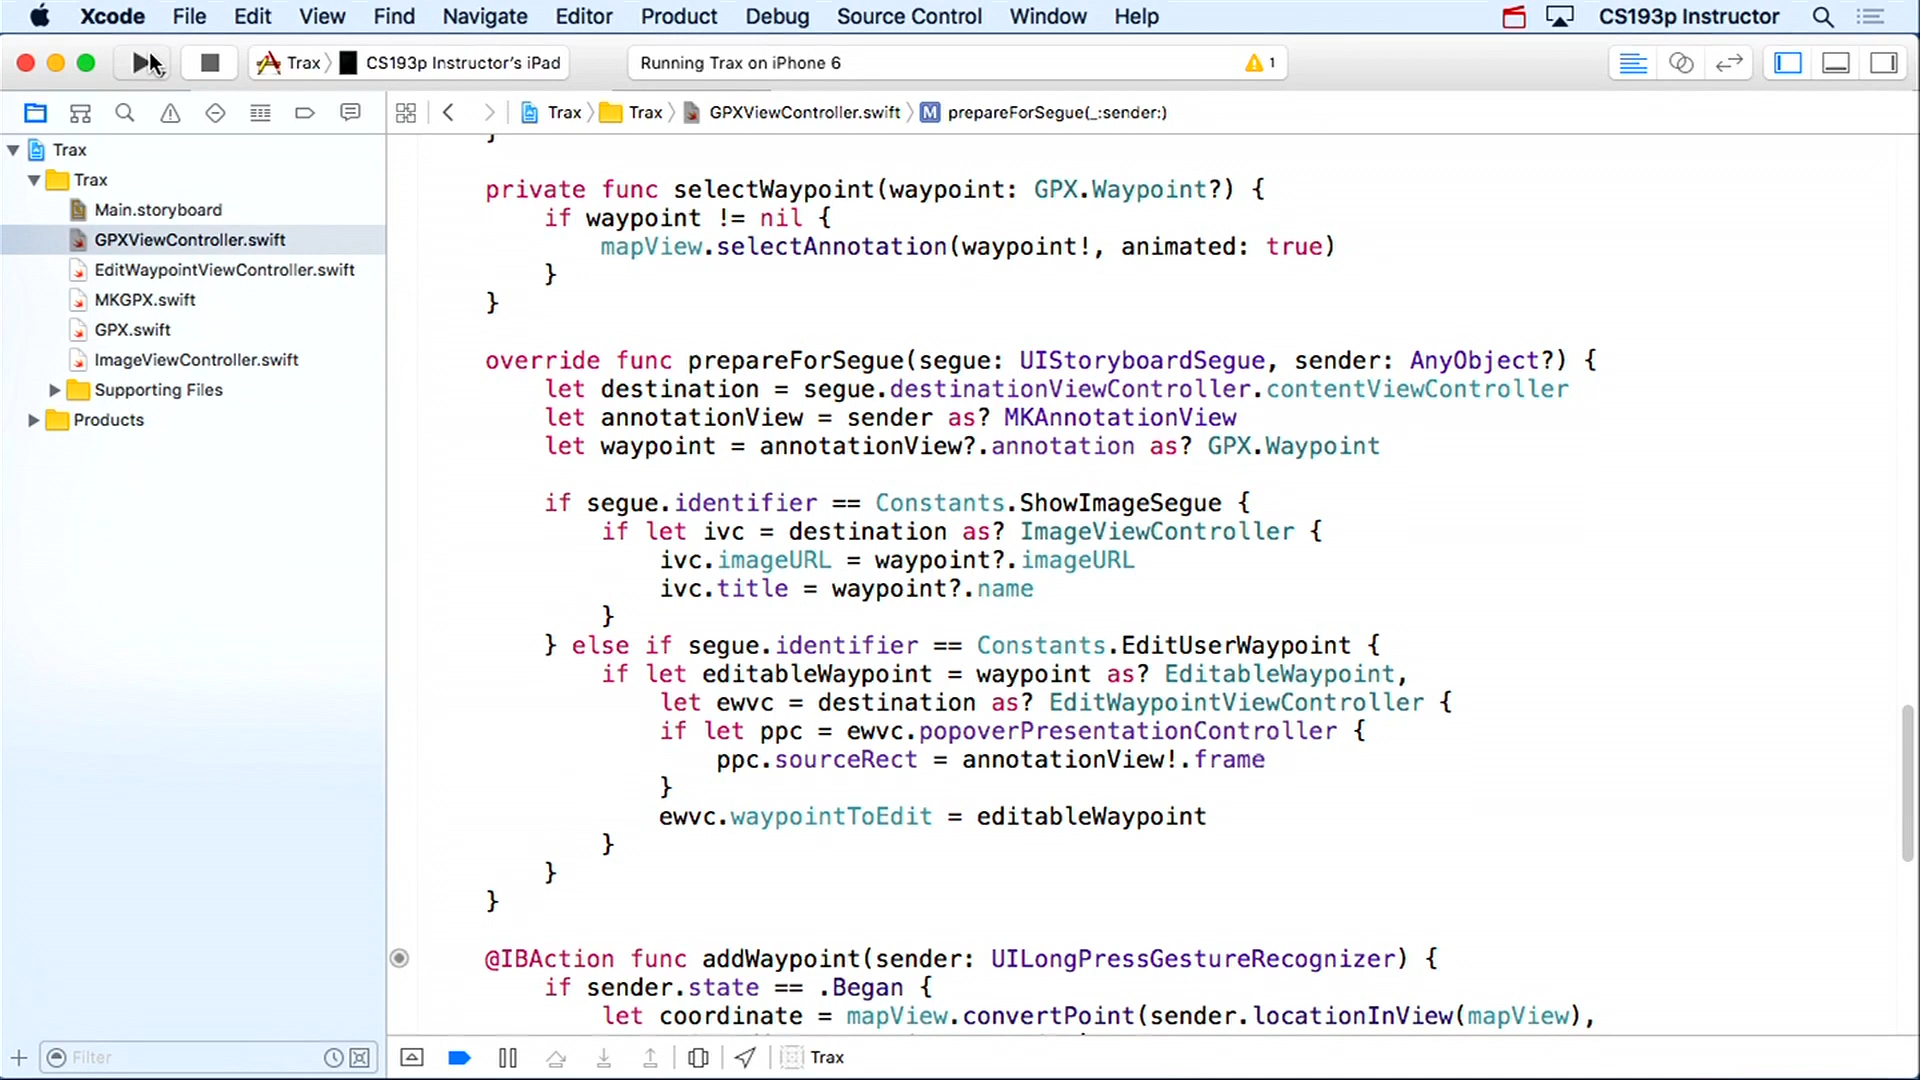 Xcode File Edit View Find Navigate Editor Product Debug Source Control Window Help CS193p Instructor
Trax CS193p Instructor's iPad Running Trax on iPhone 6 1
Trax Trax GPXViewController.swift M prepareForSegue(_:sender:)
Trax
Trax
Main.storyboard
GPXViewController.swift
EditWaypointViewController.swift
MKGPX.swift
GPX.swift
ImageViewController.swift
Supporting Files
Products
Filter
}
private func selectWaypoint(waypoint: GPX.Waypoint?) {
if waypoint != nil {
mapView.selectAnnotation(waypoint!, animated: true)
}
}
override func prepareForSegue(segue: UIStoryboardSegue, sender: AnyObject?) {
let destination = segue.destinationViewController.contentViewController
let annotationView = sender as? MKAnnotationView
let waypoint = annotationView?.annotation as? GPX.Waypoint
if segue.identifier == Constants.ShowImageSegue {
if let ivc = destination as? ImageViewController {
ivc.imageURL = waypoint?.imageURL
ivc.title = waypoint?.name
}
} else if segue.identifier == Constants.EditUserWaypoint {
if let editableWaypoint = waypoint as? EditableWaypoint,
let ewvc = destination as? EditWaypointViewController {
if let ppc = ewvc.popoverPresentationController {
ppc.sourceRect = annotationView!.frame
}
ewvc.waypointToEdit = editableWaypoint
}
}
}
@IBAction func addWaypoint(sender: UILongPressGestureRecognizer) {
if sender.state == .Began {
let coordinate = mapView.convertPoint(sender.locationInView(mapView),
Trax